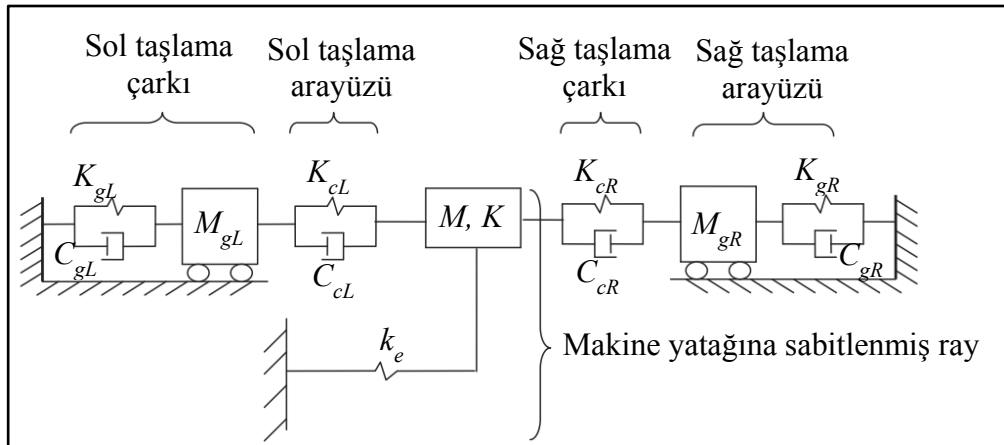 Sol taşlama
çarkı
Sol taşlama
arayüzü
Sağ taşlama
çarkı
Sağ taşlama
arayüzü
K_gL
K_cL
K_cR
K_gR
M_gL
M, K
M_gR
C_gL
C_cL
C_cR
C_gR
k_e
Makine yatağına sabitlenmiş ray